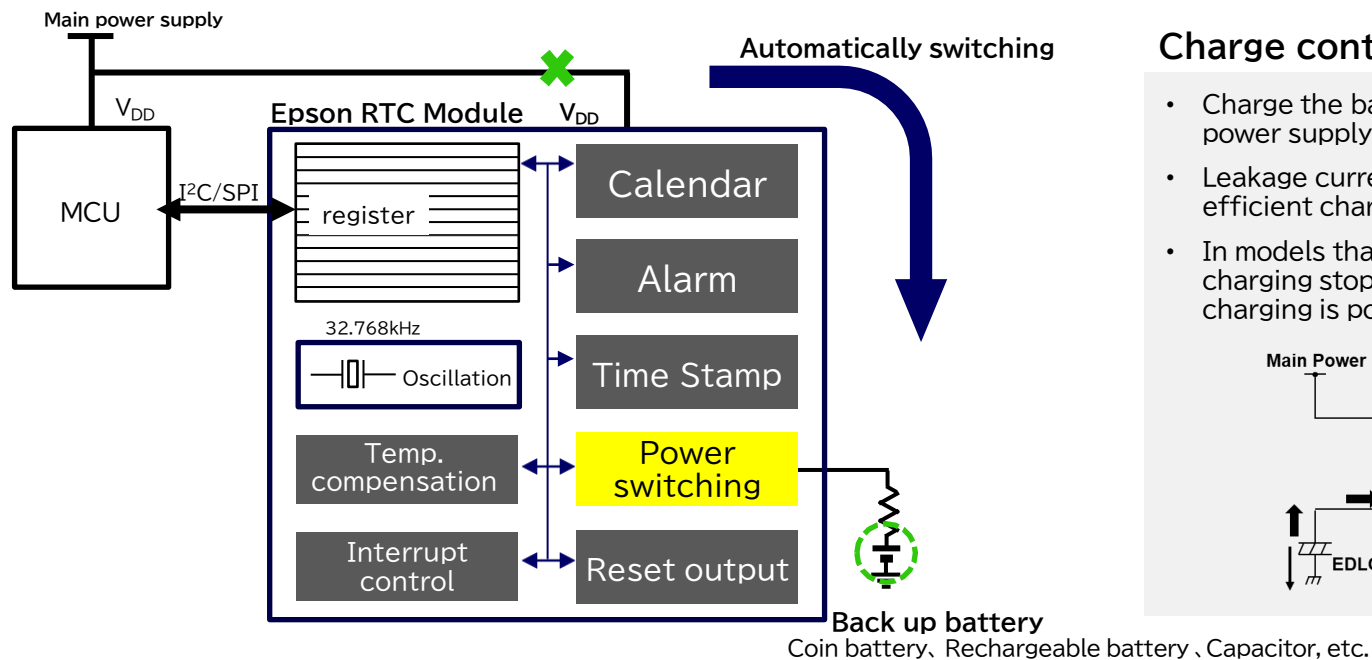 Main power supply
Automatically switching
V_DD
Epson RTC Module
V_DD
MCU
I²C/SPI
register
Calendar
Alarm
32.768kHz
Oscillation
Time Stamp
Temp.
compensation
Power
switching
Interrupt
control
Reset output
Back up battery
Coin battery、Rechargeable battery、Capacitor, etc.
Charge cont
• Charge the ba
power supply
• Leakage curre
efficient char
• In models tha
charging stop
charging is po
Main Power
EDLC